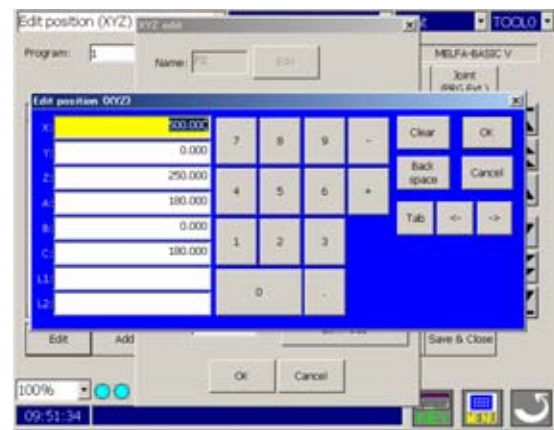 Edit position (XYZ)
XYZ edit
TOOL0
Program: 1
Name: P2
Edit
MELFA-BASIC V
Joint
Edit position (XYZ)
X: 500.000
Y: 0.000
Z: 250.000
A: 180.000
B: 0.000
C: 180.000
L1:
L2:
7 8 9 -
4 5 6
1 2 3
0 .
Clear OK
Back space Cancel
Tab <- ->
Edit Add
Save & Close
OK Cancel
100%
09:51:34